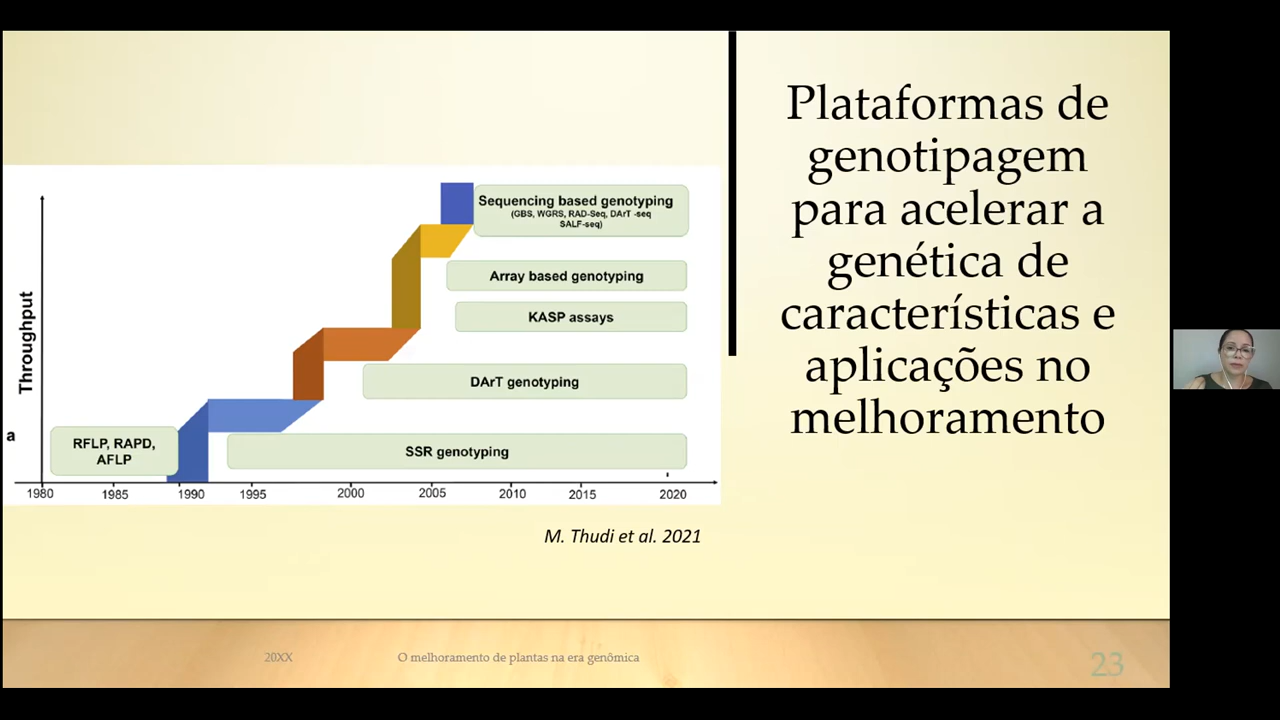 Plataformas de
genotipagem
para acelerar a
genética de
características e
aplicações no
melhoramento
Throughput
a
Sequencing based genotyping
(GBS, WGRS, RAD-Seq, DArT -seq
SALF-seq)
Array based genotyping
KASP assays
DArT genotyping
RFLP, RAPD,
AFLP
SSR genotyping
1980 1985 1990 1995 2000 2005 2010 2015 2020
M. Thudi et al. 2021
20XX O melhoramento de plantas na era genômica 23